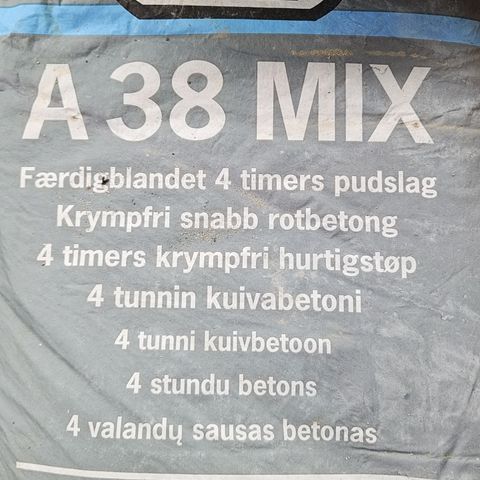 A 38 MIX
Færdigblandet 4 timers pudslag
Krympfri snabb rotbetong
4 timers krympfri hurtigstøp
4 tunnin kuivabetoni
4 tunni kuivbetoon
4 stundu betons
4 valandų sausas betonas